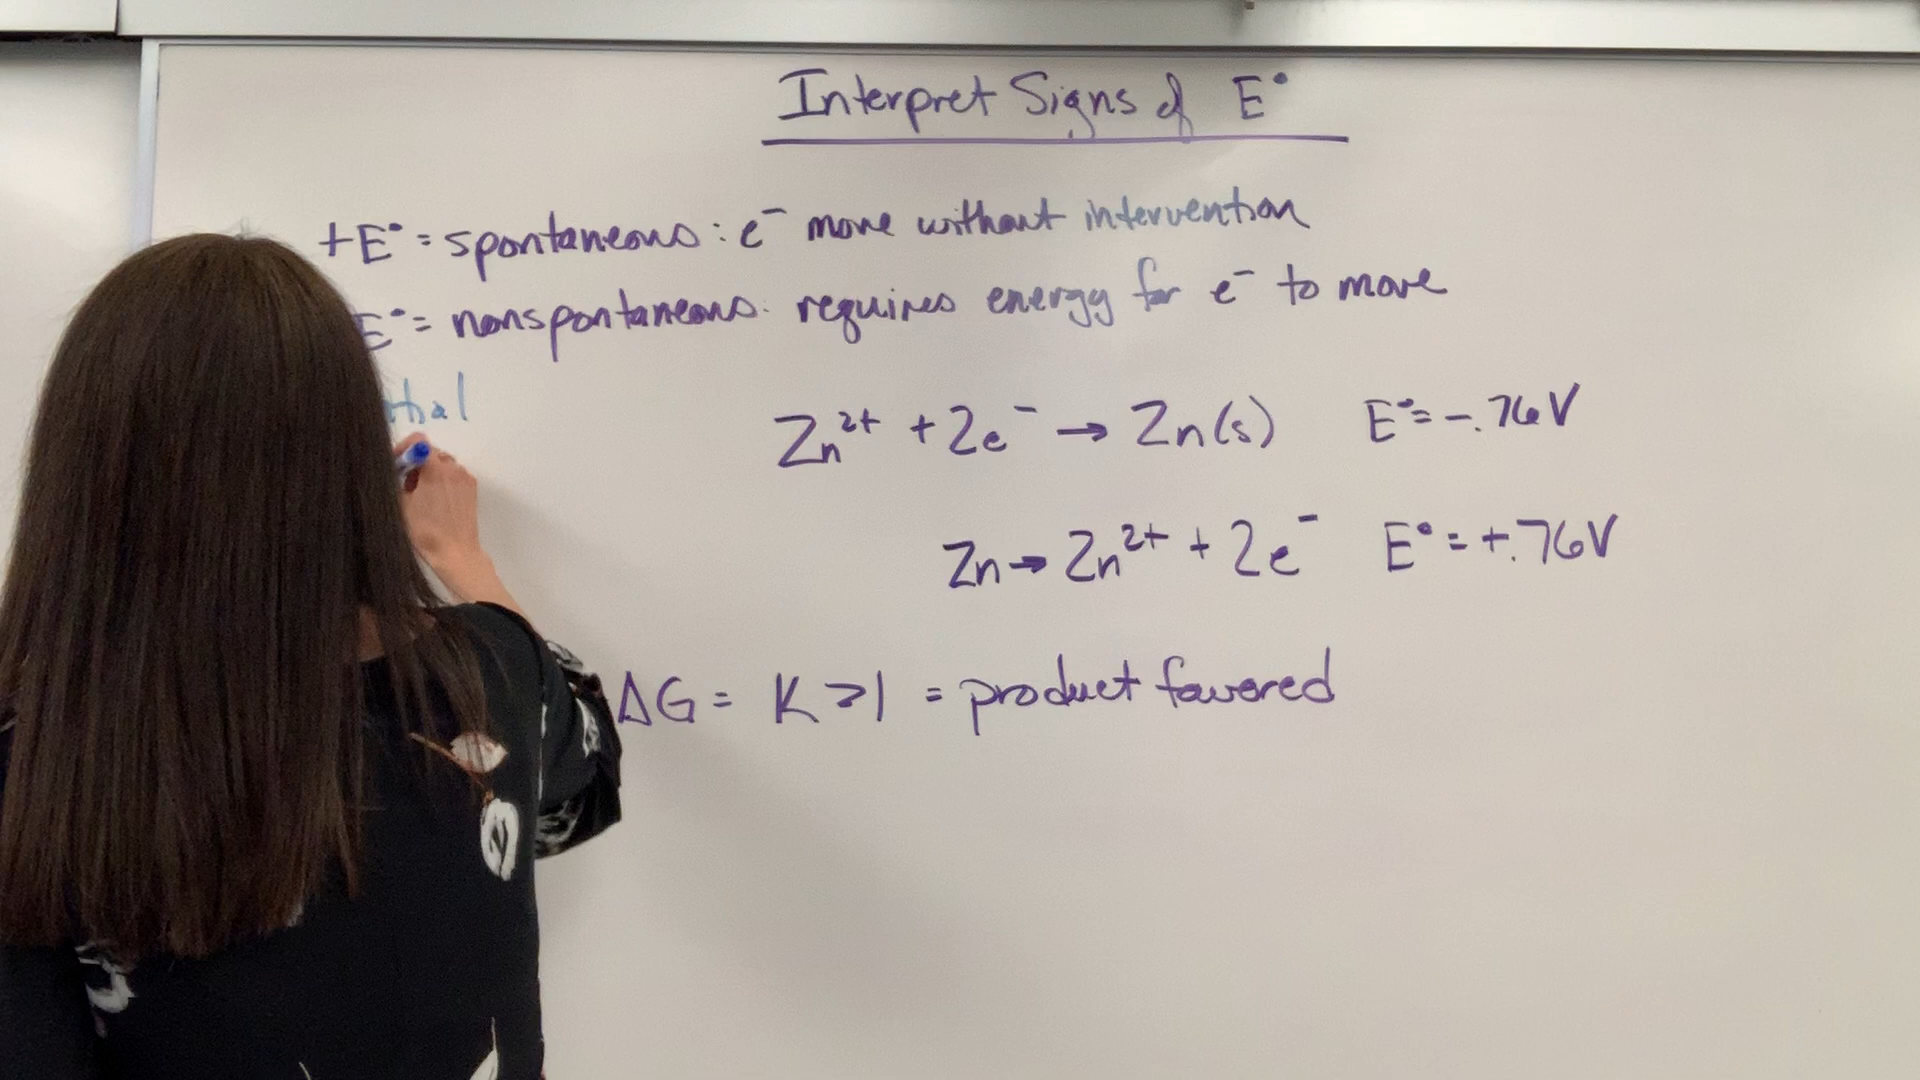 Interpret Signs of E°
+E° = spontaneous : e⁻ move without intervention
E° = nonspontaneous : requires energy for e⁻ to move
Zn²⁺ + 2e⁻ → Zn(s) E° = -.76V
Zn → Zn²⁺ + 2e⁻ E° = +.76V
ΔG = K >1 = product favored